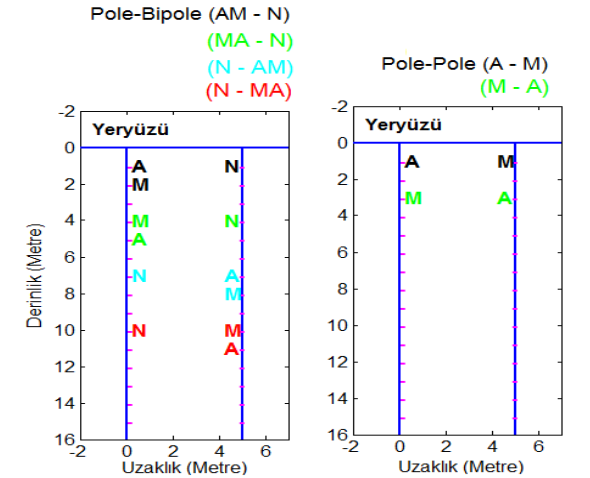 Pole-Bipole (AM - N)
(MA - N)
(N - AM)
(N - MA)
-2
Yeryüzü
0
A N
M
2
4
M N
A
6
N A
8
M
10
N M
A
12
14
16
-2 0 2 4 6
Derinlik (Metre)
Uzaklık (Metre)
Pole-Pole (A - M)
(M - A)
-2
Yeryüzü
0
A M
2
M A
4
6
8
10
12
14
16
-2 0 2 4 6
Uzaklık (Metre)